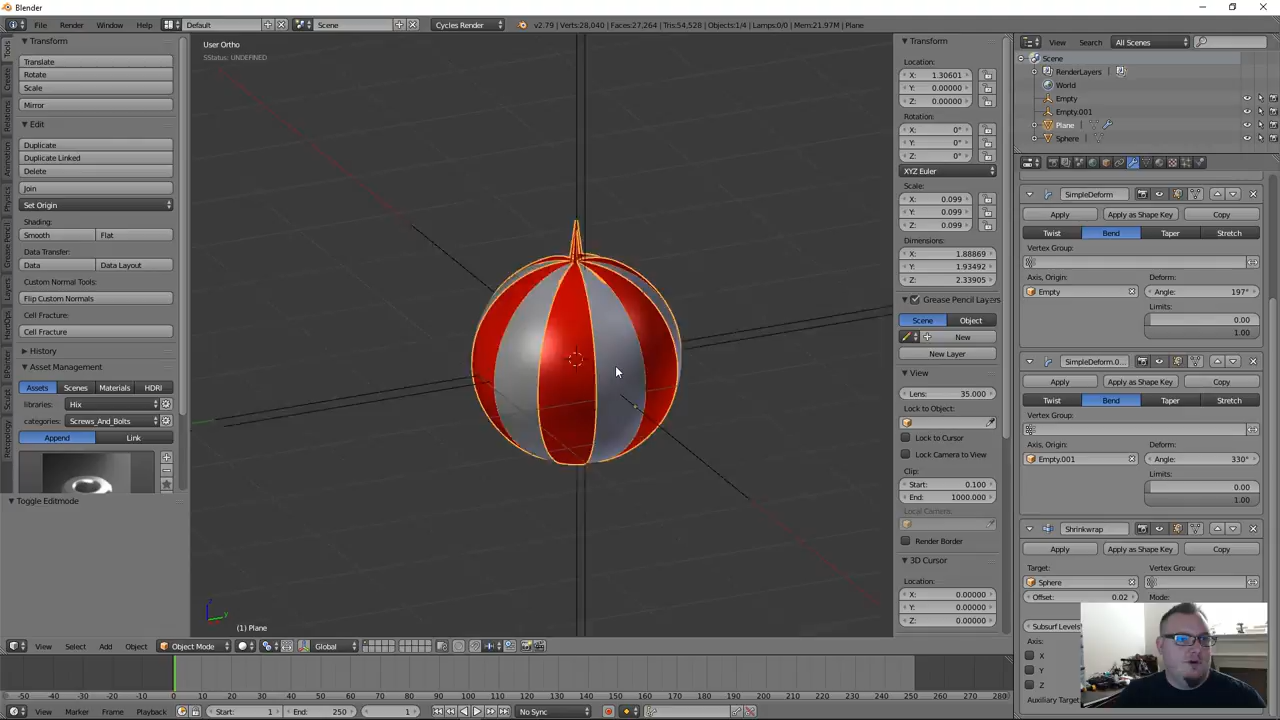 Blender
File Render Window Help Default Scene Cycles Render v2.79 | Verts:28,040 | Faces:27,264 | Tris:54,528 | Objects:1/4 | Lamps:0/0 | Mem:21.97M | Plane
Tools
Create
Relations
Animation
Physics
Grease Pencil
Layers
HardOps
BPainter
Sculpt
Retopology
Transform
Translate
Rotate
Scale
Mirror
Edit
Duplicate
Duplicate Linked
Delete
Join
Set Origin
Shading:
Smooth Flat
Data Transfer:
Data Data Layout
Custom Normal Tools:
Flip Custom Normals
Cell Fracture:
Cell Fracture
History
Asset Management
Assets Scenes Materials HDRI
libraries: Hix
categories: Screws_And_Bolts
Append Link
Toggle Editmode
User Ortho
SStatus: UNDEFINED
(1) Plane
Transform
Location:
X: 1.30601
Y: 0.00000
Z: 0.00000
Rotation:
X: 0°
Y: 0°
Z: 0°
XYZ Euler
Scale:
X: 0.099
Y: 0.099
Z: 0.099
Dimensions:
X: 1.88869
Y: 1.93492
Z: 2.33905
Grease Pencil Layers
Scene Object
New
New Layer
View
Lens: 35.000
Lock to Object:
Lock to Cursor
Lock Camera to View
Clip:
Start: 0.100
End: 1000.000
Local Camera:
Render Border
3D Cursor
Location:
X: 0.00000
Y: 0.00000
Z: 0.00000
View Search All Scenes
Scene
RenderLayers
World
Empty
Empty.001
Plane
Sphere
SimpleDeform
Apply Apply as Shape Key Copy
Twist Bend Taper Stretch
Vertex Group:
Axis, Origin: Deform:
Empty Angle: 197°
Limits:
0.00
1.00
SimpleDeform.0...
Apply Apply as Shape Key Copy
Twist Bend Taper Stretch
Vertex Group:
Axis, Origin: Deform:
Empty.001 Angle: 330°
Limits:
0.00
1.00
Shrinkwrap
Apply Apply as Shape Key Copy
Target: Vertex Group:
Sphere
Offset: 0.02 Mode:
Subsurf Levels
Axis:
X
Y
Z
Auxiliary Target
View Select Add Object Object Mode Global
-50 -40 -30 -20 -10 0 10 20 30 40 50 60 70 80 90 100 110 120 130 140 150 160 170 180 190 200 210 220 230 240 250 260 270 280
View Marker Frame Playback Start: 1 End: 250 1 No Sync